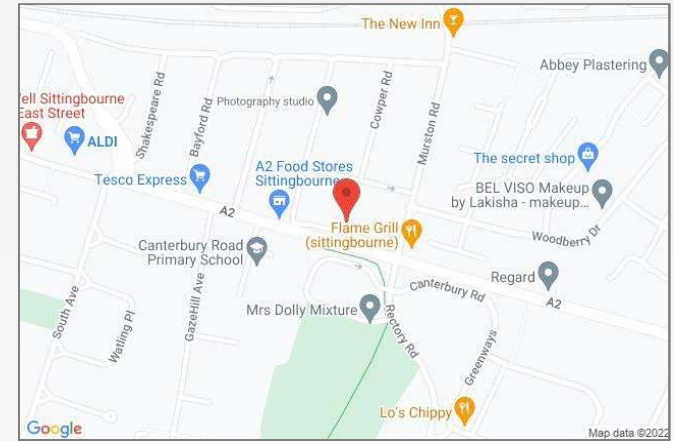 The New Inn
Abbey Plastering
Shakespeare Rd
Bayford Rd
Photography studio
Cowper Rd
Murston Rd
ell Sittingbourne
East Street
ALDI
Tesco Express
A2 Food Stores
Sittingbourne
The secret shop
BEL VISO Makeup
by Lakisha - makeup...
A2
Flame Grill
(sittingbourne)
Woodberry Dr
Canterbury Road
Primary School
Regard
Canterbury Rd
A2
South Ave
Watling Pl
GazeHill Ave
Mrs Dolly Mixture
Rectory Rd
Greenways
Lo's Chippy
Google
Map data ©2022